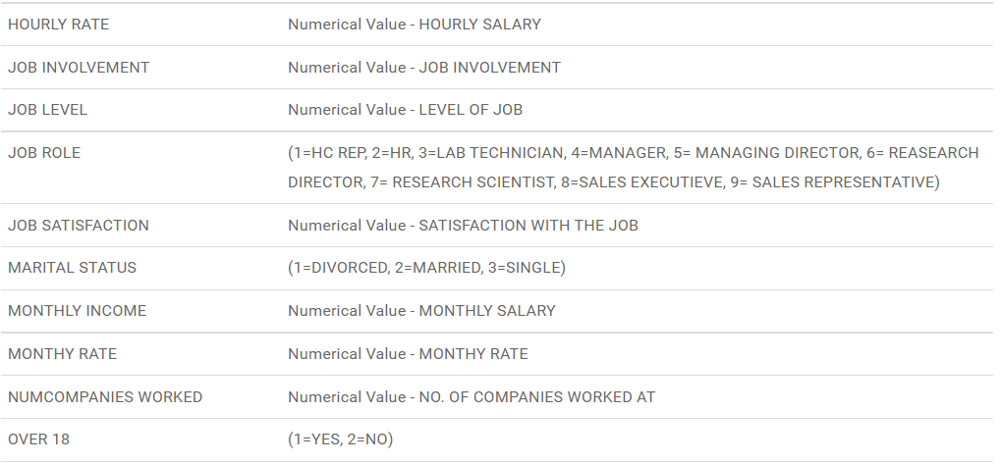 HOURLY RATE Numerical Value - HOURLY SALARY
JOB INVOLVEMENT Numerical Value - JOB INVOLVEMENT
JOB LEVEL Numerical Value - LEVEL OF JOB
JOB ROLE (1=HC REP, 2=HR, 3=LAB TECHNICIAN, 4=MANAGER, 5= MANAGING DIRECTOR, 6= REASEARCH
DIRECTOR, 7= RESEARCH SCIENTIST, 8=SALES EXECUTIEVE, 9= SALES REPRESENTATIVE)
JOB SATISFACTION Numerical Value - SATISFACTION WITH THE JOB
MARITAL STATUS (1=DIVORCED, 2=MARRIED, 3=SINGLE)
MONTHLY INCOME Numerical Value - MONTHLY SALARY
MONTHY RATE Numerical Value - MONTHY RATE
NUMCOMPANIES WORKED Numerical Value - NO. OF COMPANIES WORKED AT
OVER 18 (1=YES, 2=NO)